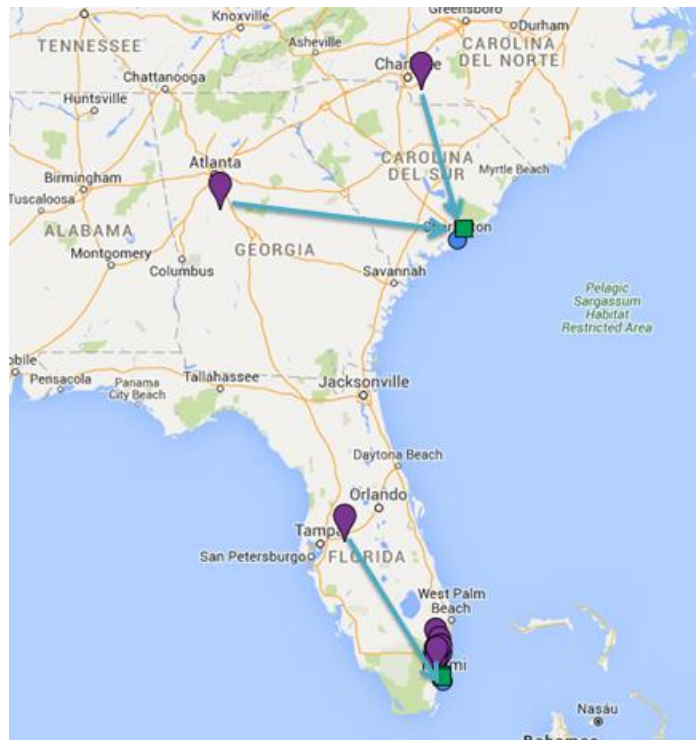 Greensboro
Knoxville
Durham
TENNESSEE
Asheville
CAROLINA
DEL NORTE
Chattanooga
Huntsville
Atlanta
CAROLINA
DEL SUR
Myrtle Beach
Birmingham
Tuscaloosa
ALABAMA
GEORGIA
Montgomery
Columbus
Savannah
Pelagic
Sargassum
Habitat
Restricted Area
Tallahassee
Jacksonville
Pensacola
Panama
City Beach
Daytona Beach
Orlando
San Petersburgo
FLORIDA
West Palm
Beach
Nasáu